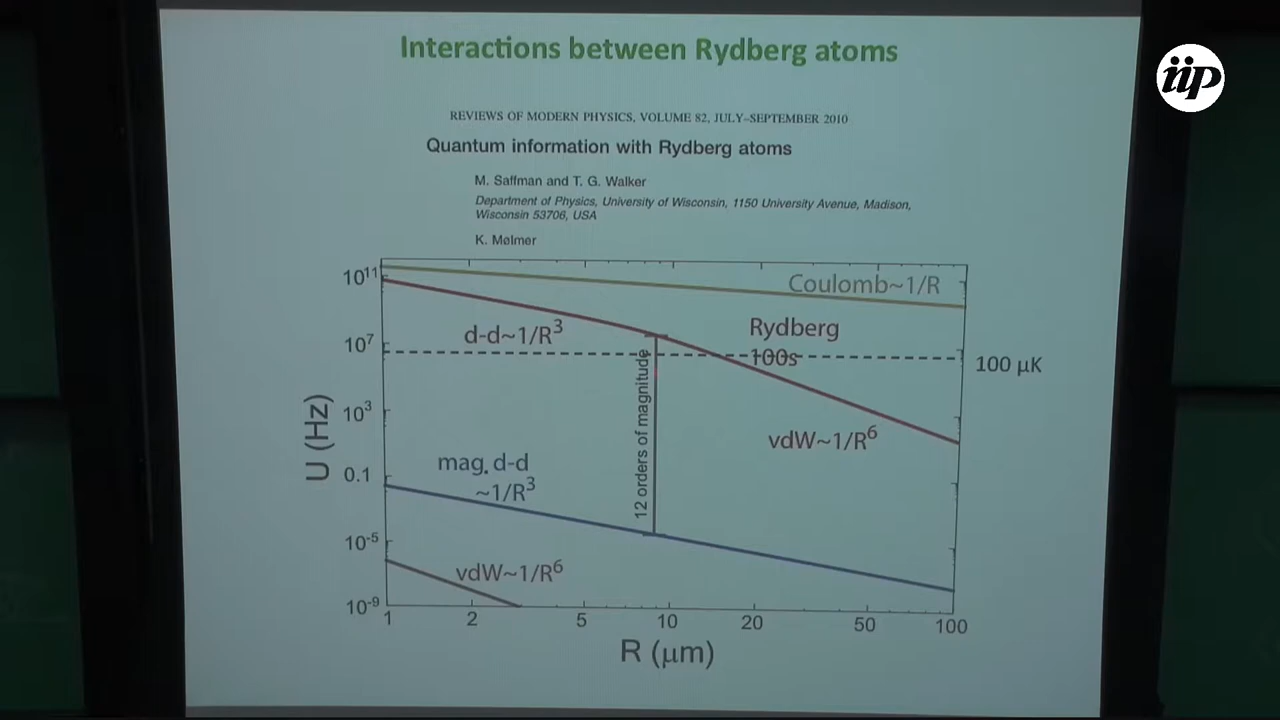 Interactions between Rydberg atoms
iip
REVIEWS OF MODERN PHYSICS, VOLUME 82, JULY–SEPTEMBER 2010
Quantum information with Rydberg atoms
M. Saffman and T. G. Walker
Department of Physics, University of Wisconsin, 1150 University Avenue, Madison,
Wisconsin 53706, USA
K. Mølmer
10¹¹
Coulomb~1/R
d-d~1/R³
Rydberg
100s
10⁷
100 µK
12 orders of magnitude
10³
vdW~1/R⁶
U (Hz)
mag. d-d
~1/R³
0.1
10⁻⁵
vdW~1/R⁶
10⁻⁹
1 2 5 10 20 50 100
R (µm)